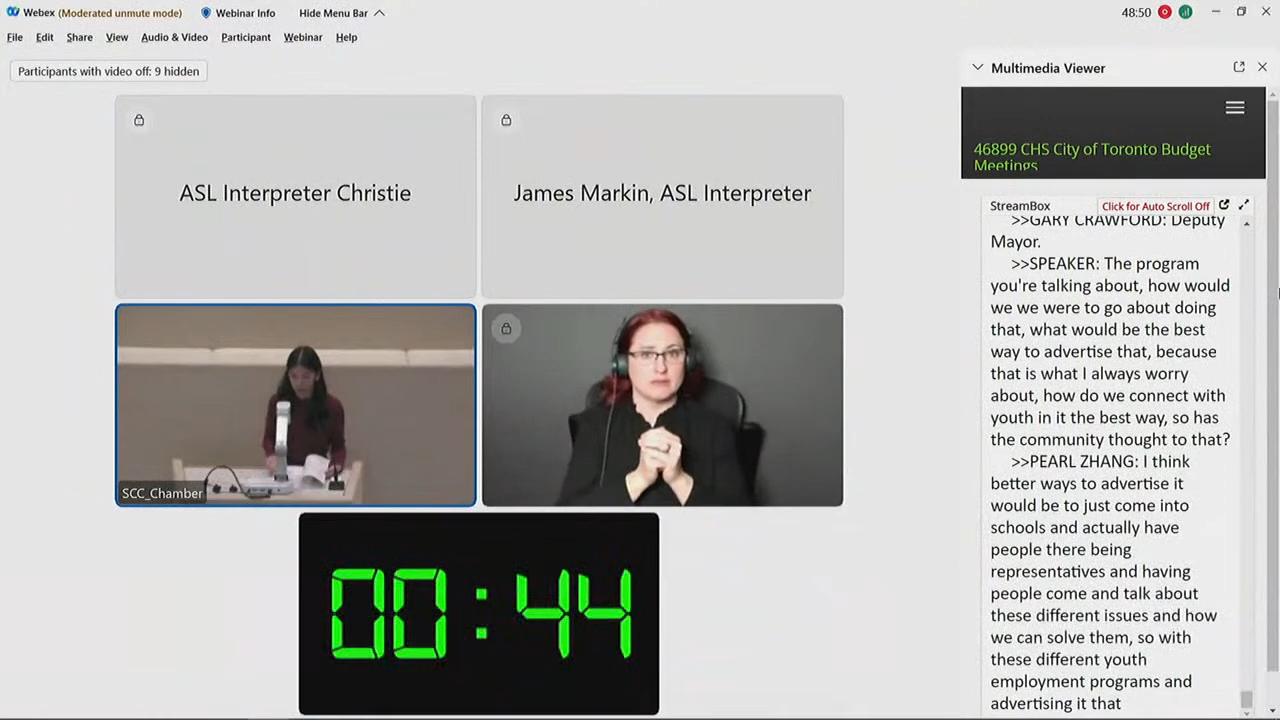 Webex (Moderated unmute mode) Webinar Info Hide Menu Bar 48:50
File Edit Share View Audio & Video Participant Webinar Help
Participants with video off: 9 hidden
ASL Interpreter Christie
James Markin, ASL Interpreter
SCC_Chamber
00:44
Multimedia Viewer
46899 CHS City of Toronto Budget
Meetings
StreamBox Click for Auto Scroll Off
>>GARY CRAWFORD: Deputy
Mayor.
>>SPEAKER: The program
you're talking about, how would
we we were to go about doing
that, what would be the best
way to advertise that, because
that is what I always worry
about, how do we connect with
youth in it the best way, so has
the community thought to that?
>>PEARL ZHANG: I think
better ways to advertise it
would be to just come into
schools and actually have
people there being
representatives and having
people come and talk about
these different issues and how
we can solve them, so with
these different youth
employment programs and
advertising it that